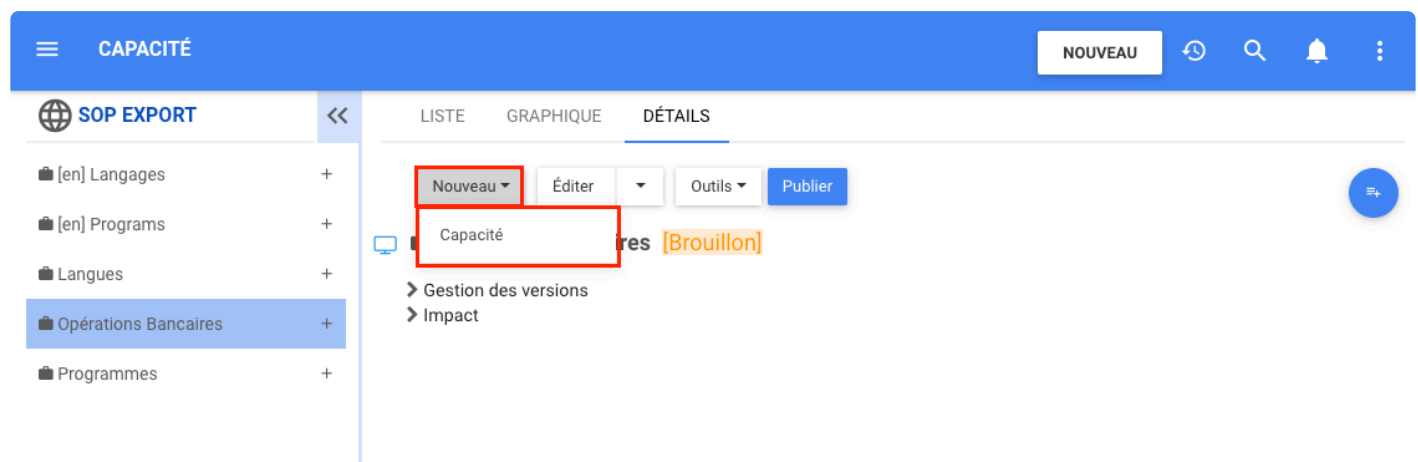 CAPACITÉ
NOUVEAU
SOP EXPORT
[en] Langages
[en] Programs
Langues
Opérations Bancaires
Programmes
LISTE GRAPHIQUE DÉTAILS
Nouveau Éditer Outils Publier
Capacité
res [Brouillon]
Gestion des versions
Impact